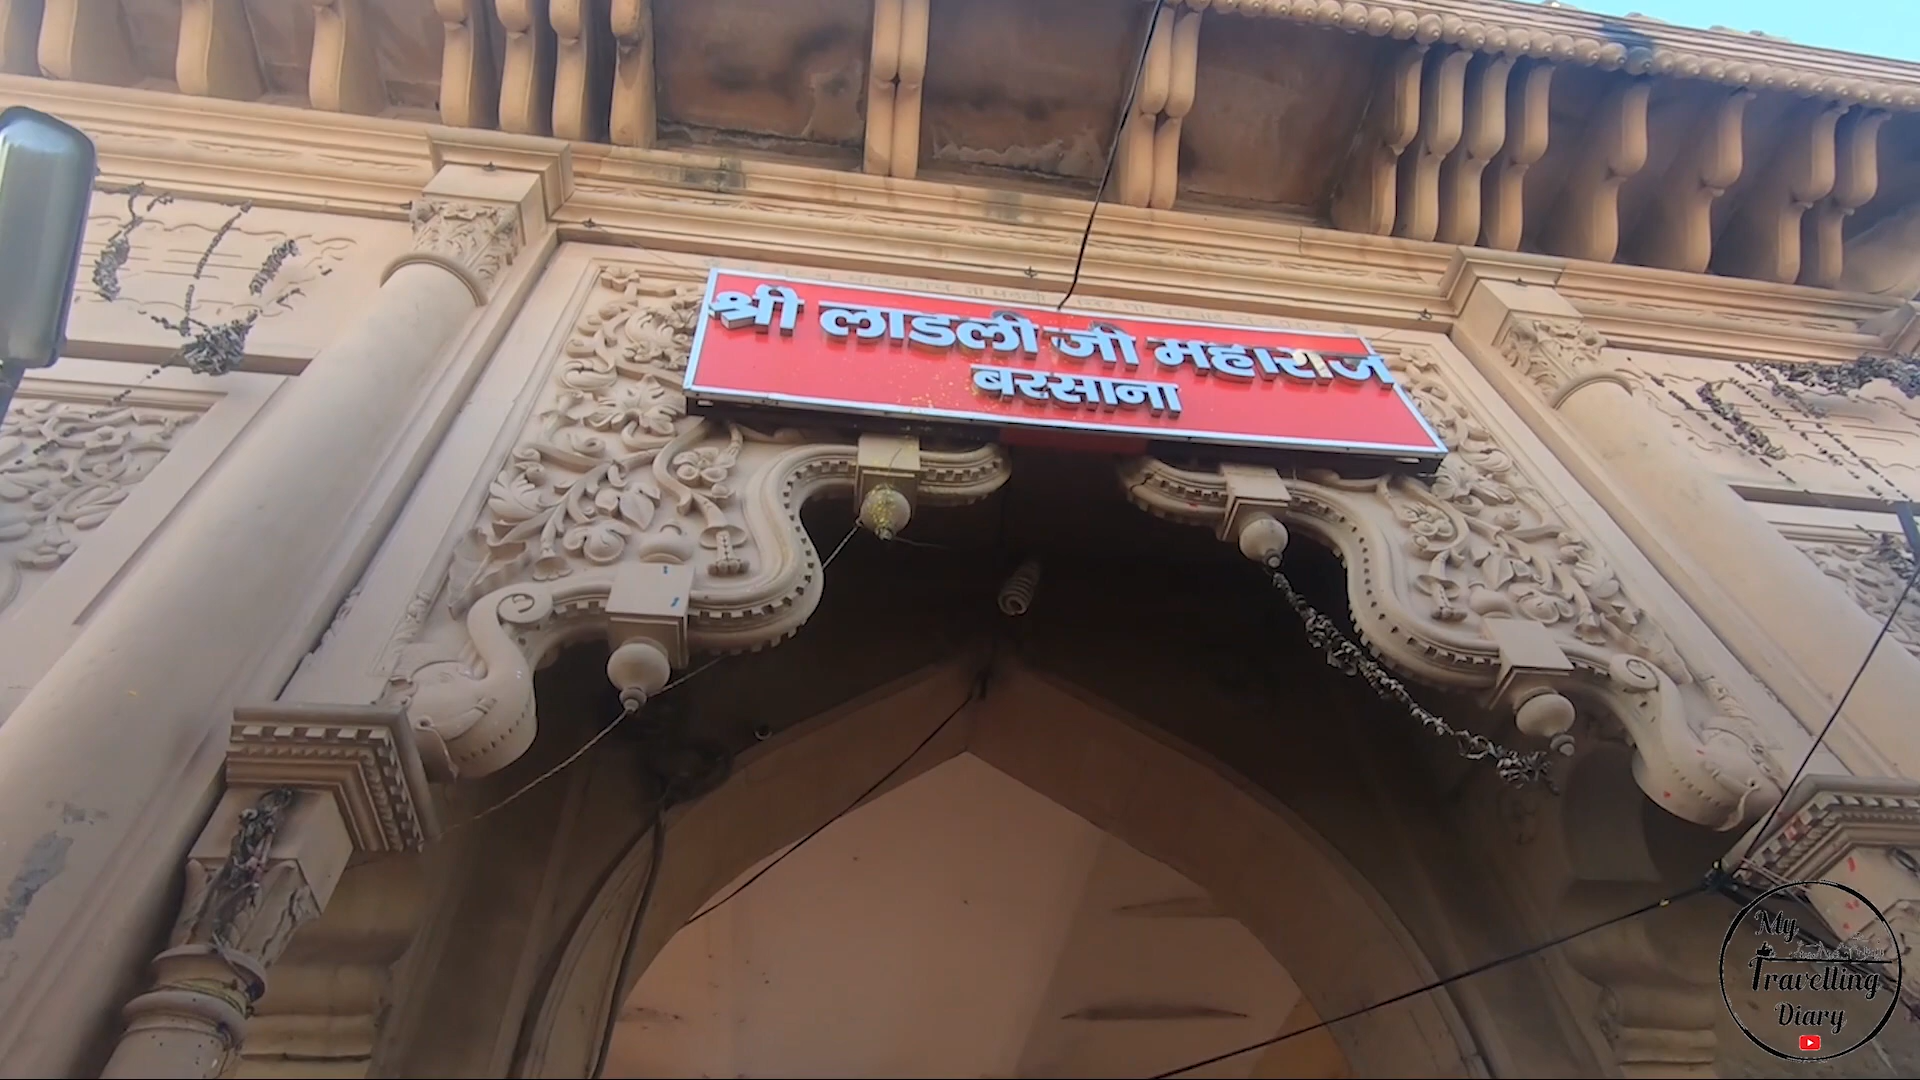 श्री लाडली जी महाराज
बरसाना
My
Travelling
Diary